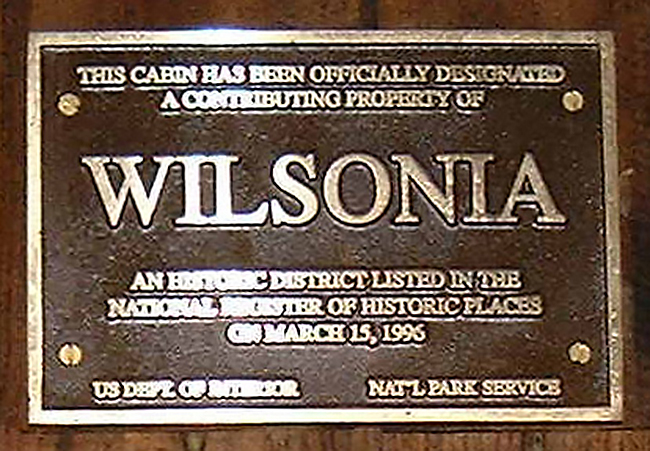 THIS CABIN HAS BEEN OFFICIALLY DESIGNATED
A CONTRIBUTING PROPERTY OF
WILSONIA
AN HISTORIC DISTRICT LISTED IN THE
NATIONAL REGISTER OF HISTORIC PLACES
ON MARCH 15, 1996
US DEPT. OF INTERIOR NAT'L PARK SERVICE